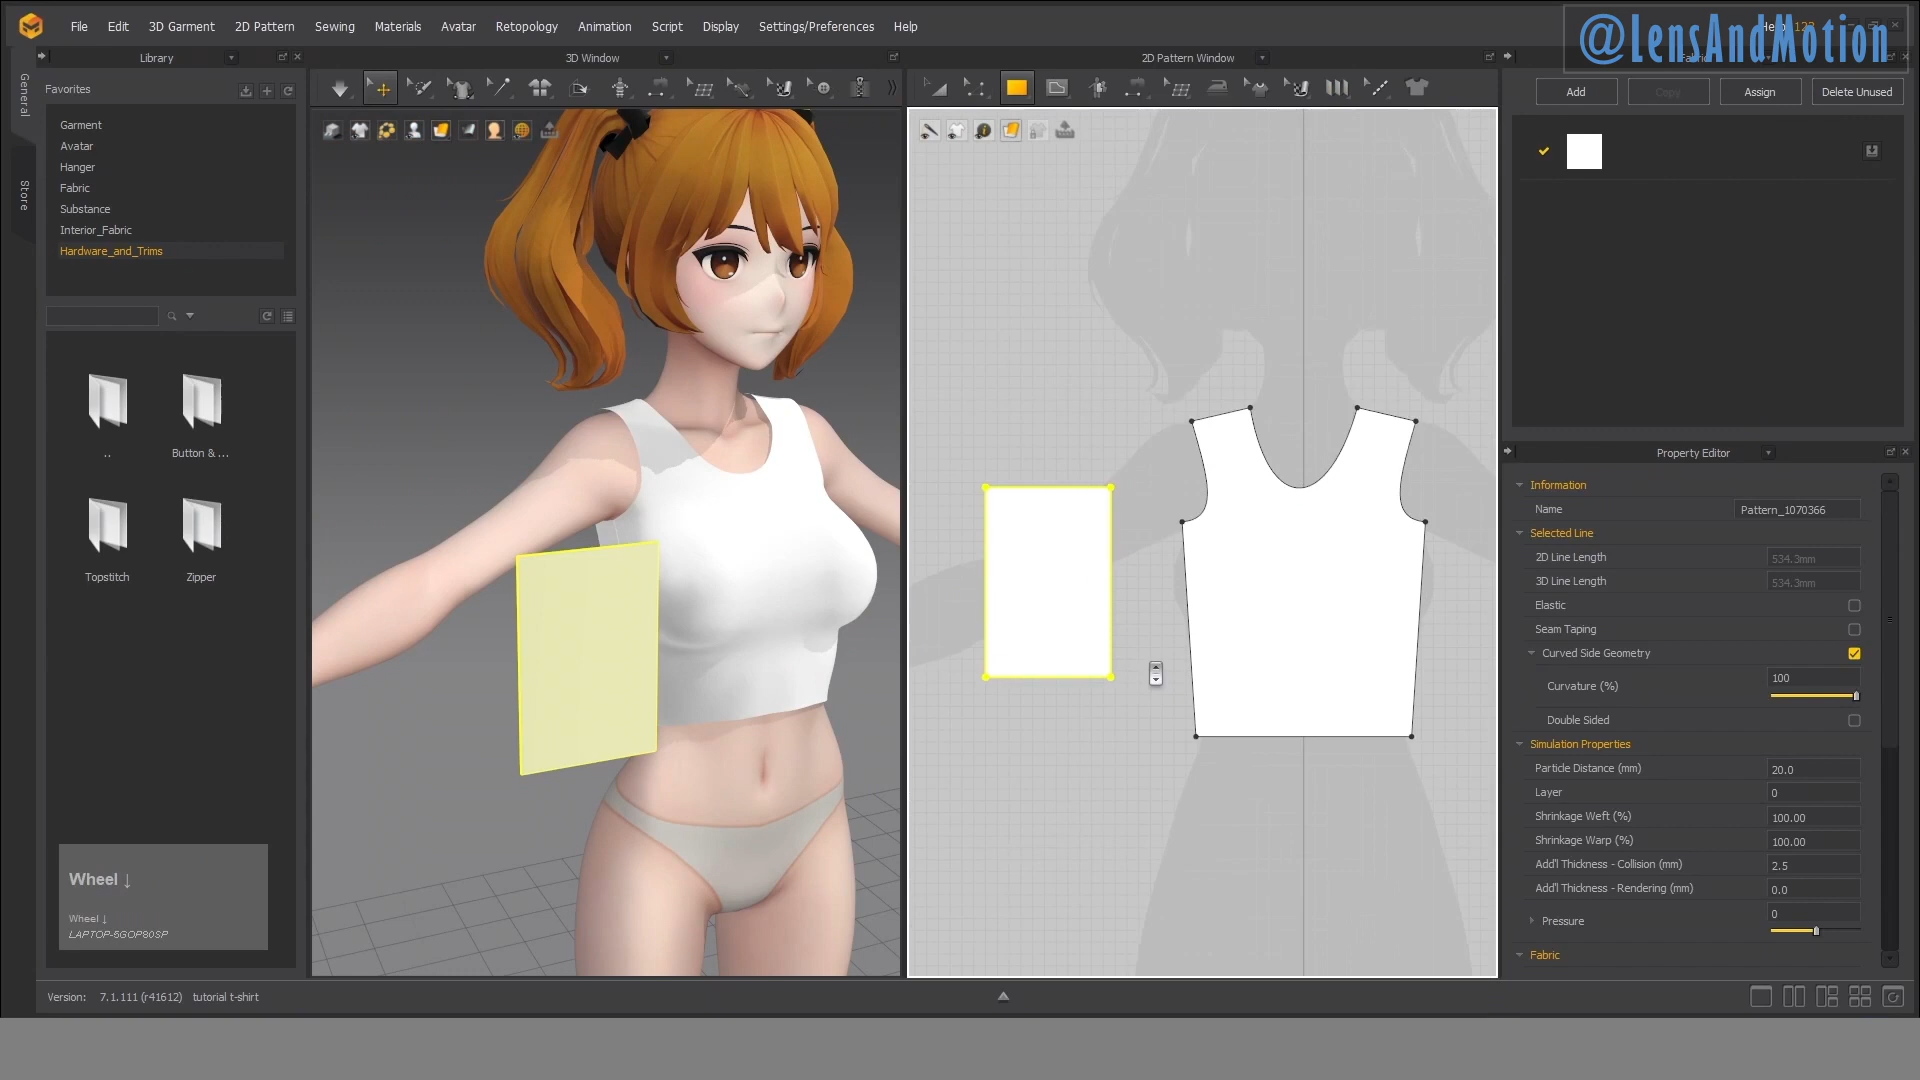 File Edit 3D Garment 2D Pattern Sewing Materials Avatar Retopology Animation Script Display Settings/Preferences Help
@LensAndMotion
Library
3D Window
2D Pattern Window
General
Store
Favorites
Garment
Avatar
Hanger
Fabric
Substance
Interior_Fabric
Hardware_and_Trims
..
Button & ...
Topstitch
Zipper
Wheel ↓
Wheel ↓
LAPTOP-5GOP80SP
Add Copy Assign Delete Unused
Property Editor
Information
Name Pattern_1070366
Selected Line
2D Line Length 534.3mm
3D Line Length 534.3mm
Elastic
Seam Taping
Curved Side Geometry
Curvature (%) 100
Double Sided
Simulation Properties
Particle Distance (mm) 20.0
Layer 0
Shrinkage Weft (%) 100.00
Shrinkage Warp (%) 100.00
Add'l Thickness - Collision (mm) 2.5
Add'l Thickness - Rendering (mm) 0.0
Pressure 0
Fabric
Version: 7.1.111 (r41612) tutorial t-shirt